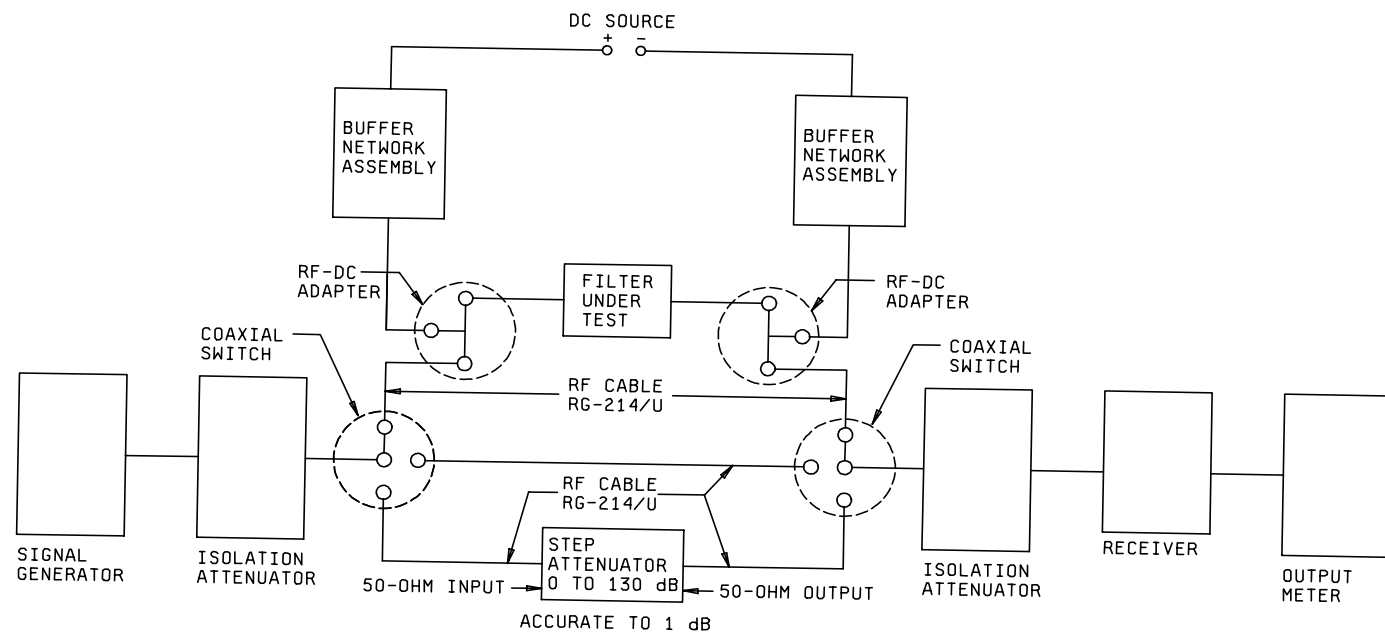 DC SOURCE
+ −
BUFFER
NETWORK
ASSEMBLY
BUFFER
NETWORK
ASSEMBLY
RF-DC
ADAPTER
FILTER
UNDER
TEST
RF-DC
ADAPTER
COAXIAL
SWITCH
COAXIAL
SWITCH
RF CABLE
RG-214/U
RF CABLE
RG-214/U
SIGNAL
GENERATOR
ISOLATION
ATTENUATOR
STEP
ATTENUATOR
0 TO 130 dB
50-OHM INPUT
50-OHM OUTPUT
ACCURATE TO 1 dB
ISOLATION
ATTENUATOR
RECEIVER
OUTPUT
METER